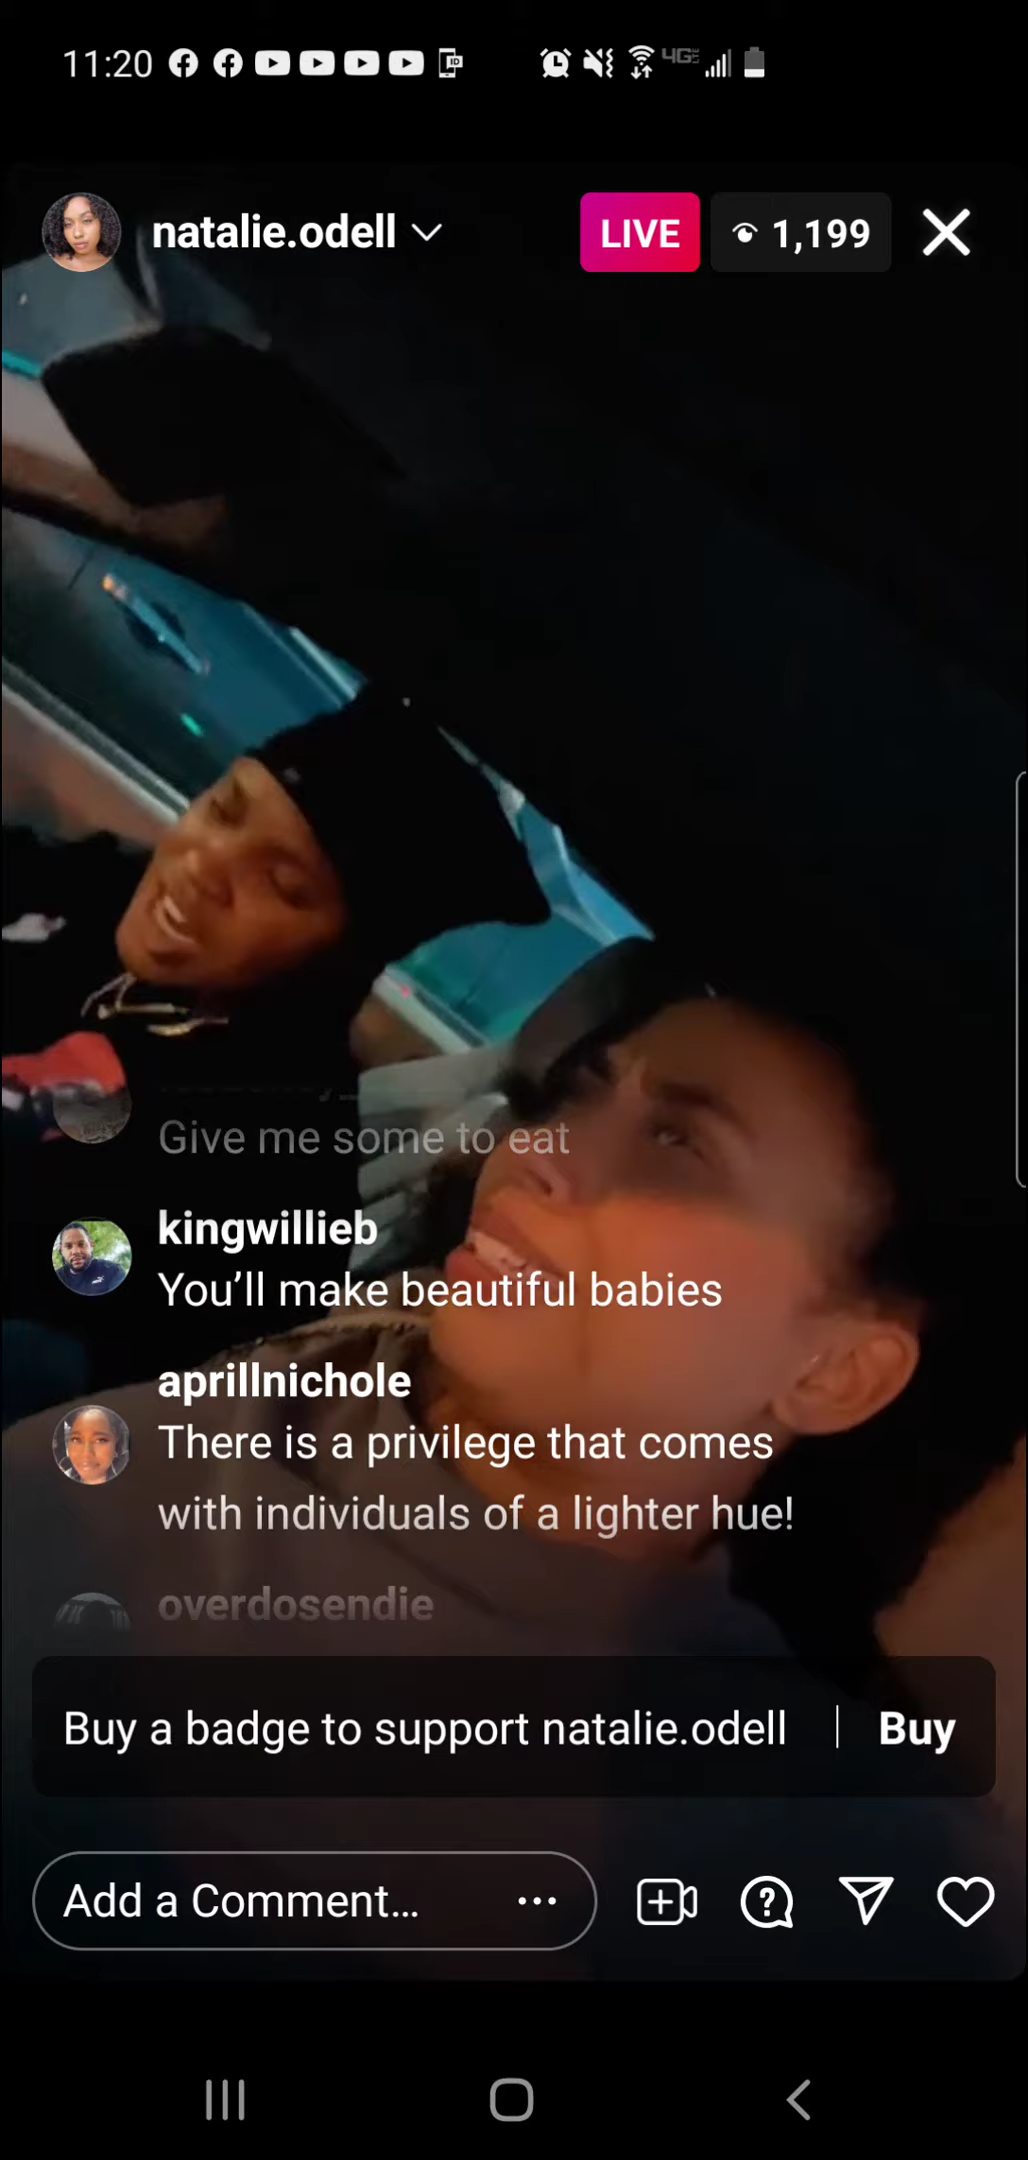 11:20
4GE
natalie.odell
LIVE
1,199
Give me some to eat
kingwillieb
You'll make beautiful babies
aprillnichole
There is a privilege that comes
with individuals of a lighter hue!
overdosendie
Buy a badge to support natalie.odell | Buy
Add a Comment...